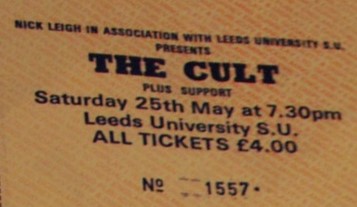 NICK LEIGH IN ASSOCIATION WITH LEEDS UNIVERSITY S.U.
PRESENTS
THE CULT
PLUS SUPPORT
Saturday 25th May at 7.30pm
Leeds University S.U.
ALL TICKETS £4.00
Nº 1557